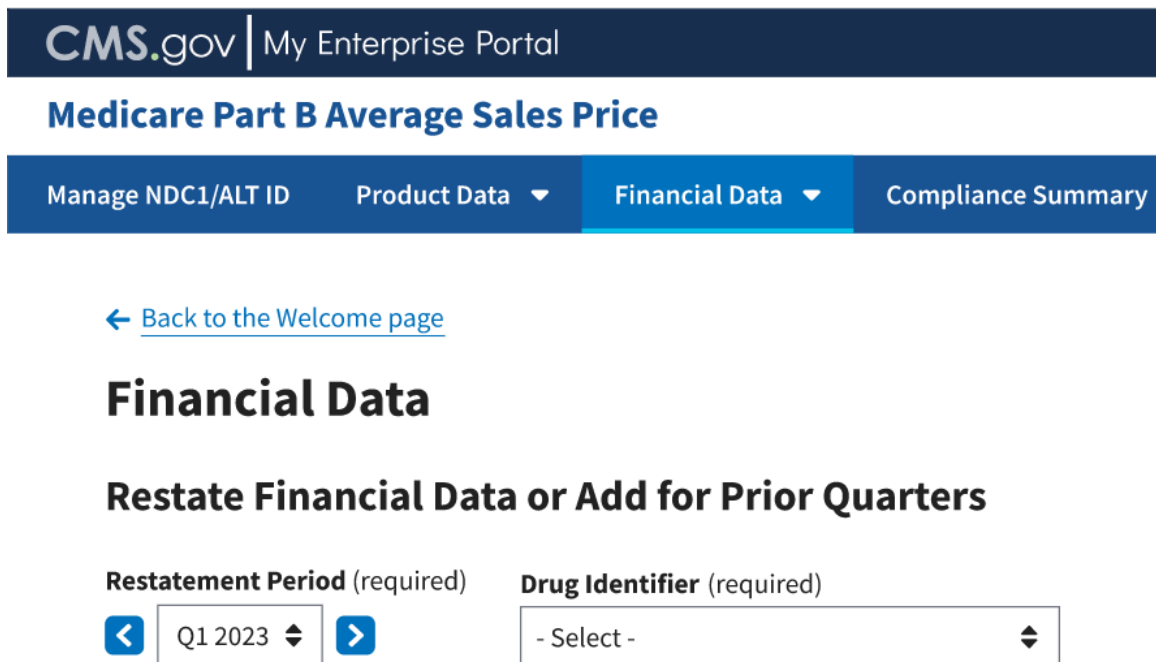 CMS.gov | My Enterprise Portal
Medicare Part B Average Sales Price
Manage NDC1/ALT ID Product Data Financial Data Compliance Summary
Back to the Welcome page
Financial Data
Restate Financial Data or Add for Prior Quarters
Restatement Period (required) Drug Identifier (required)
Q1 2023 - Select -